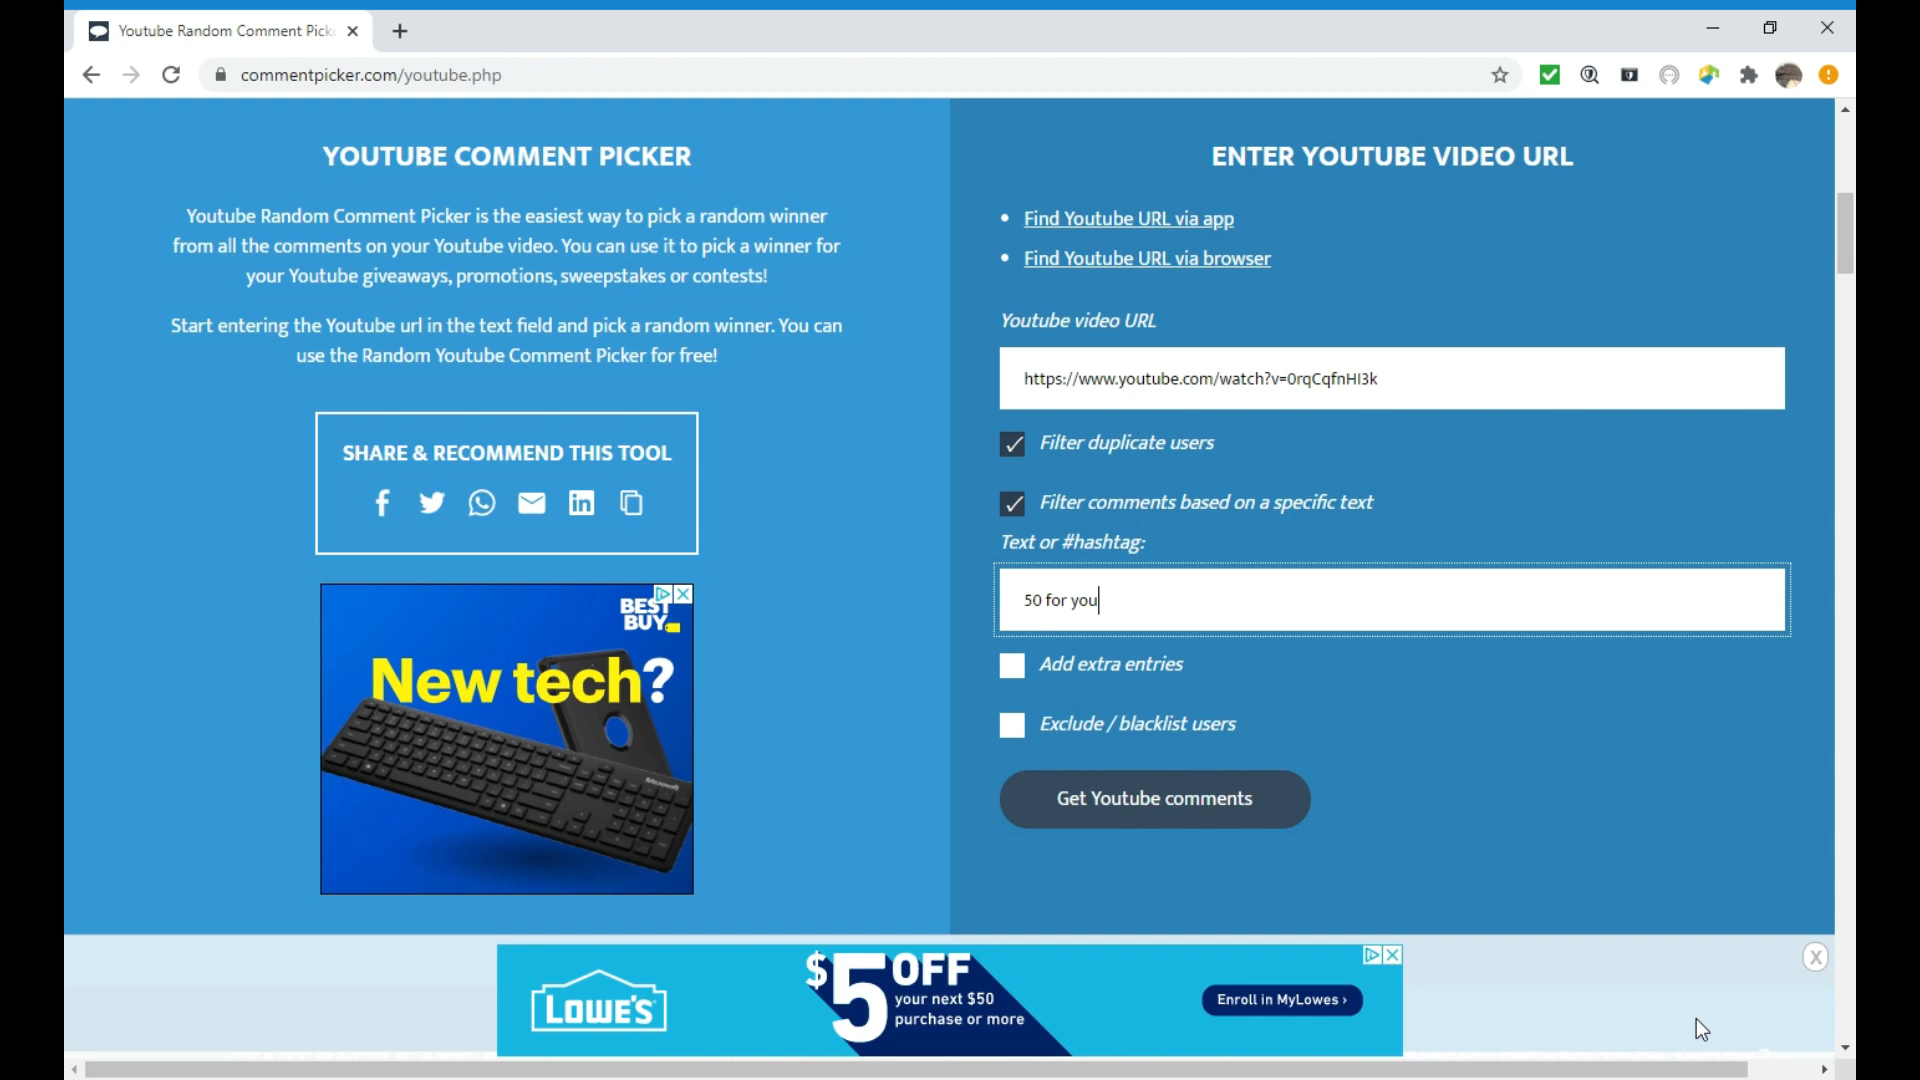 Youtube Random Comment Pick
commentpicker.com/youtube.php
YOUTUBE COMMENT PICKER
Youtube Random Comment Picker is the easiest way to pick a random winner
from all the comments on your Youtube video. You can use it to pick a winner for
your Youtube giveaways, promotions, sweepstakes or contests!
Start entering the Youtube url in the text field and pick a random winner. You can
use the Random Youtube Comment Picker for free!
SHARE & RECOMMEND THIS TOOL
BEST
BUY
New tech?
Microsoft
ENTER YOUTUBE VIDEO URL
Find Youtube URL via app
Find Youtube URL via browser
Youtube video URL
https://www.youtube.com/watch?v=0rqCqfnHI3k
Filter duplicate users
Filter comments based on a specific text
Text or #hashtag:
50 for you
Add extra entries
Exclude / blacklist users
Get Youtube comments
LOWE'S
$5 OFF
your next $50
purchase or more
Enroll in MyLowes ›